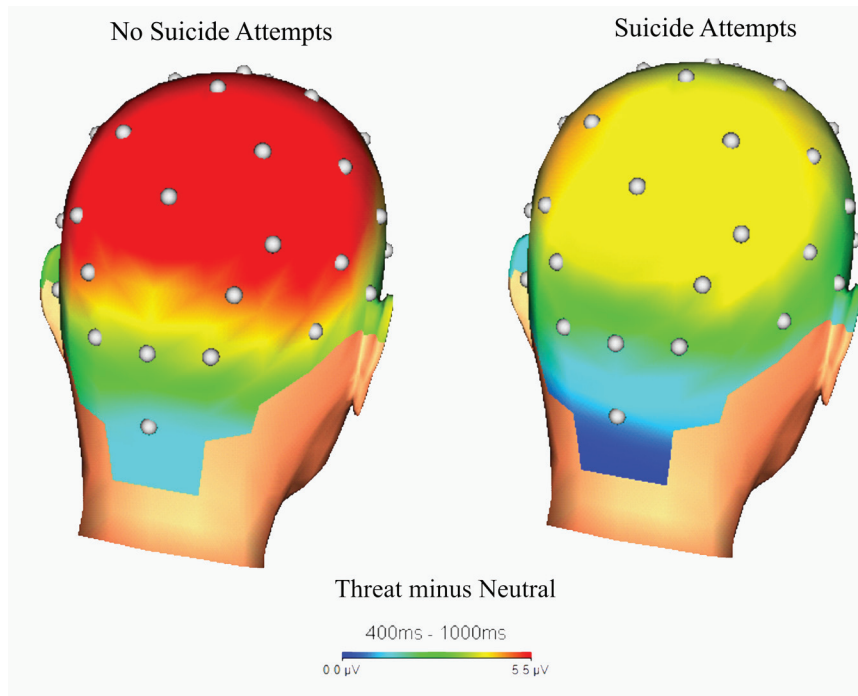 No Suicide Attempts
Suicide Attempts
Threat minus Neutral
400ms - 1000ms
0 0 µV
5 5 µV